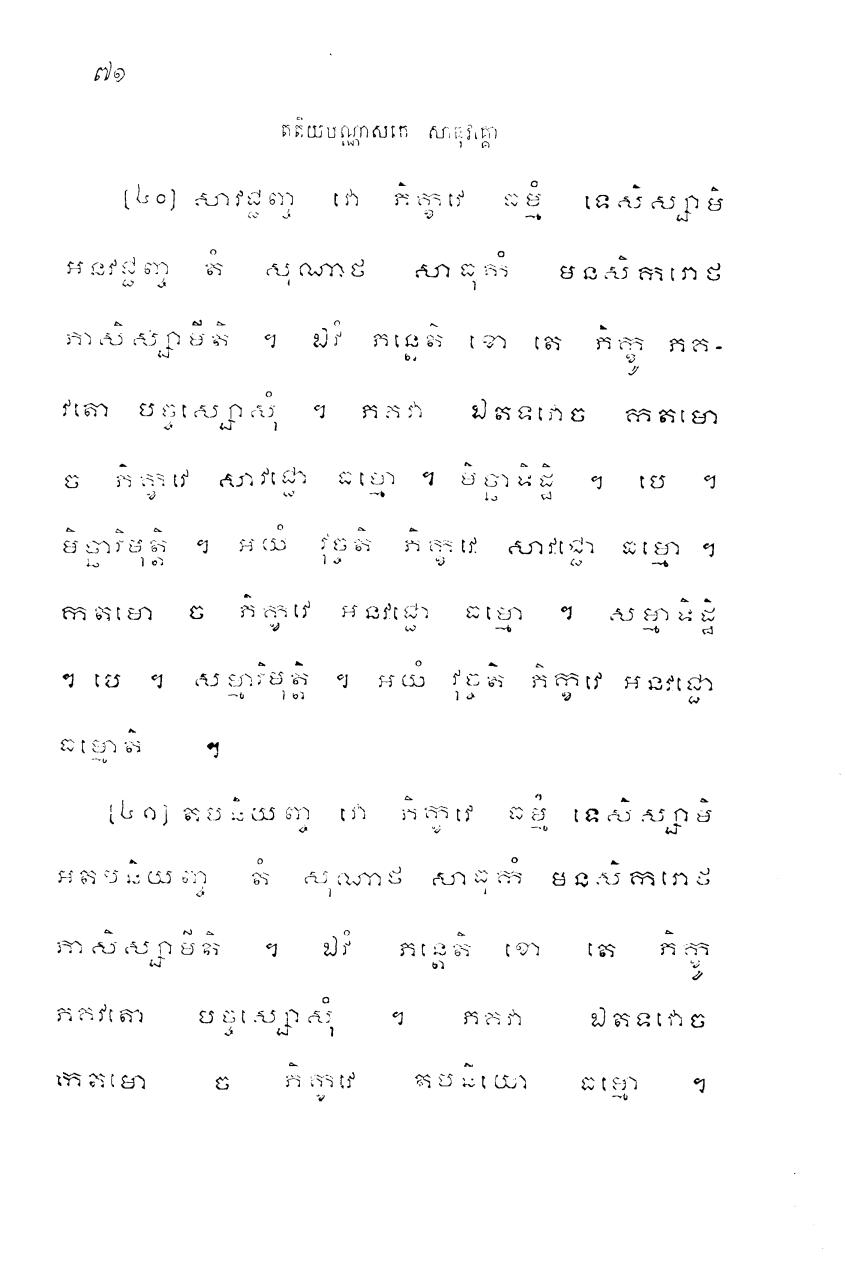 ៧១
តតិយបណ្ណាសកេ សាធុវគ្គោ
[៤០] សាវជ្ជញ្ច វោ ភិក្ខវេ ធម្មំ ទេសិស្សាមិ
អនវជ្ជញ្ច តំ សុណាថ សាធុកំ មនសិការោថ
ភាសិស្សាមីតិ ។ ឯវំ ភន្តេតិ ខោ តេ ភិក្ខូ ភគ-
វតោ បច្ចស្សោសុំ ។ ភគវា ឯតទវោច កតមោ
ច ភិក្ខវេ សាវជ្ជោ ធម្មោ ។ មិច្ឆាទិដ្ឋិ ។ បេ ។
មិច្ឆាវិមុត្តិ ។ អយំ វុច្ចតិ ភិក្ខវេ សាវជ្ជោ ធម្មោ ។
កតមោ ច ភិក្ខវេ អនវជ្ជោ ធម្មោ ។ សម្មាទិដ្ឋិ
។ បេ ។ សម្មាវិមុត្តិ ។ អយំ វុច្ចតិ ភិក្ខវេ អនវជ្ជោ
ធម្មោតិ ។
[៤១] តបនិយញ្ច វោ ភិក្ខវេ ធម្មំ ទេសិស្សាមិ
អតបនិយញ្ច តំ សុណាថ សាធុកំ មនសិការោថ
ភាសិស្សាមីតិ ។ ឯវំ ភន្តេតិ ខោ តេ ភិក្ខូ
ភគវតោ បច្ចស្សោសុំ ។ ភគវា ឯតទវោច
កតមោ ច ភិក្ខវេ តបនិយោ ធម្មោ ។